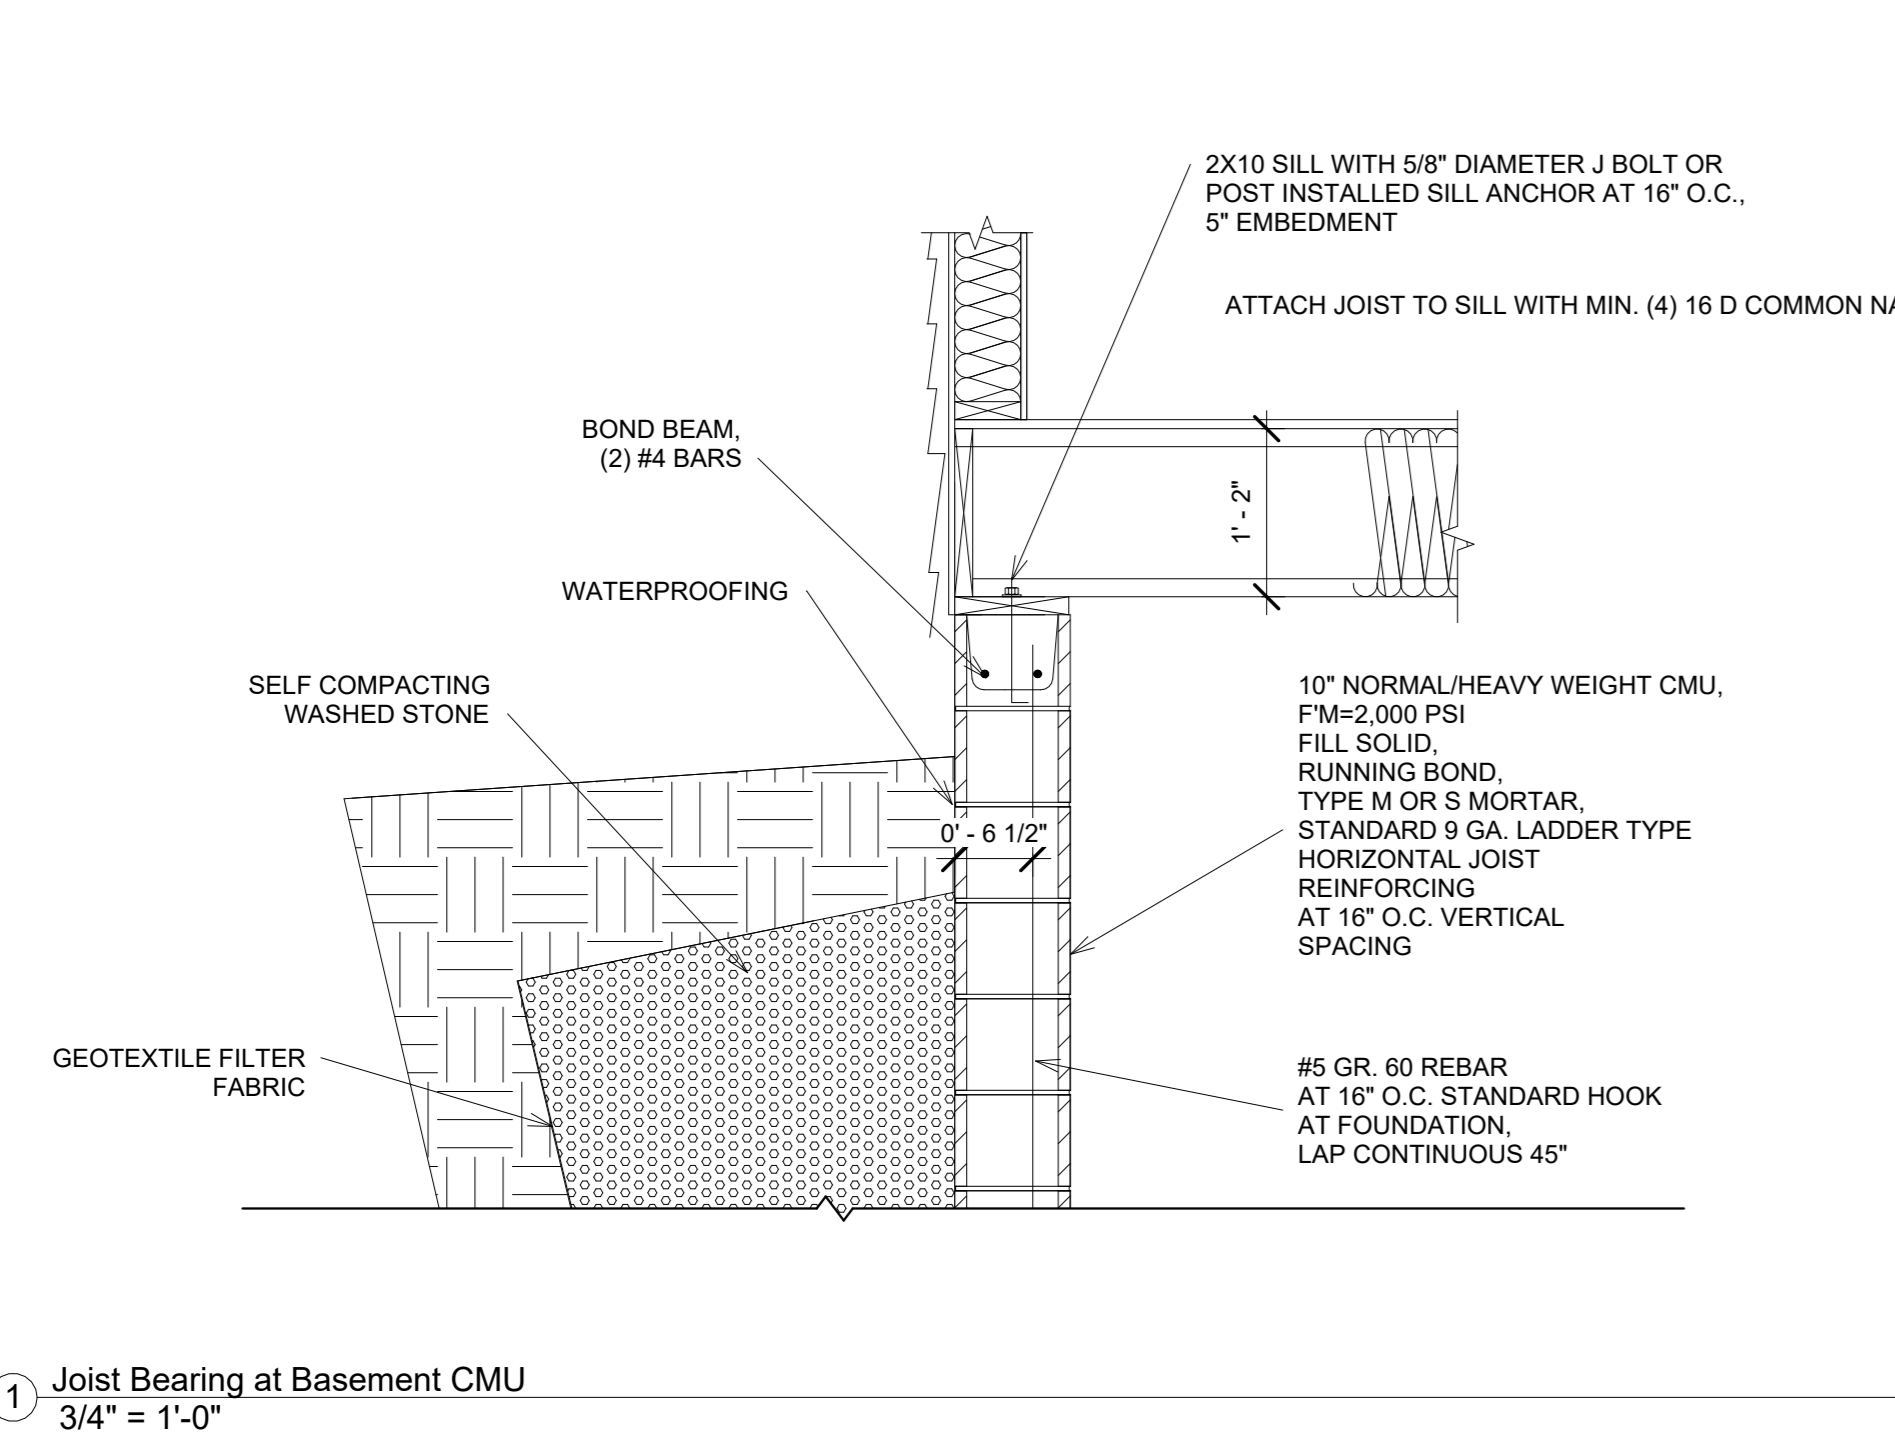 2X10 SILL WITH 5/8" DIAMETER J BOLT OR
POST INSTALLED SILL ANCHOR AT 16" O.C.,
5" EMBEDMENT
ATTACH JOIST TO SILL WITH MIN. (4) 16 D COMMON
BOND BEAM,
(2) #4 BARS
1' - 2"
WATERPROOFING
SELF COMPACTING
WASHED STONE
10" NORMAL/HEAVY WEIGHT CMU,
F'M=2,000 PSI
FILL SOLID,
RUNNING BOND,
TYPE M OR S MORTAR,
STANDARD 9 GA. LADDER TYPE
HORIZONTAL JOIST
REINFORCING
AT 16" O.C. VERTICAL
SPACING
0' - 6 1/2"
GEOTEXTILE FILTER
FABRIC
#5 GR. 60 REBAR
AT 16" O.C. STANDARD HOOK
AT FOUNDATION,
LAP CONTINUOUS 45"
1
Joist Bearing at Basement CMU
3/4" = 1'-0"